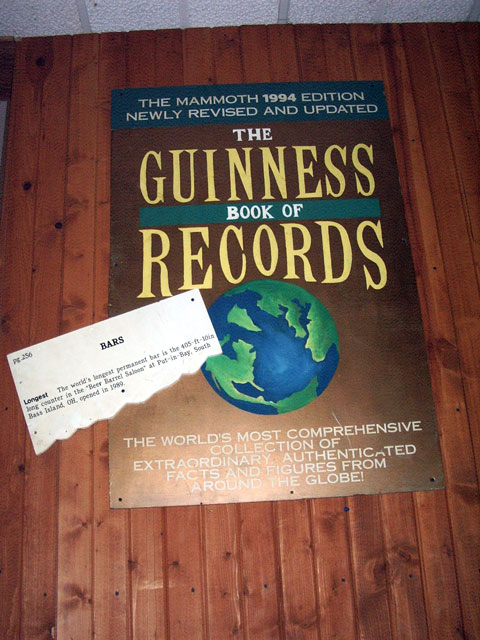 THE MAMMOTH 1994 EDITION
NEWLY REVISED AND UPDATED
THE
GUINNESS
BOOK OF
RECORDS
pg.256
BARS
Longest The world's longest permanent bar is the 405-ft-10in
long counter in the "Beer Barrel Saloon" at Put-in-Bay, South
Bass Island, OH, opened in 1989.
THE WORLD'S MOST COMPREHENSIVE
COLLECTION OF
EXTRAORDINARY, AUTHENTICATED
FACTS AND FIGURES FROM
AROUND THE GLOBE!